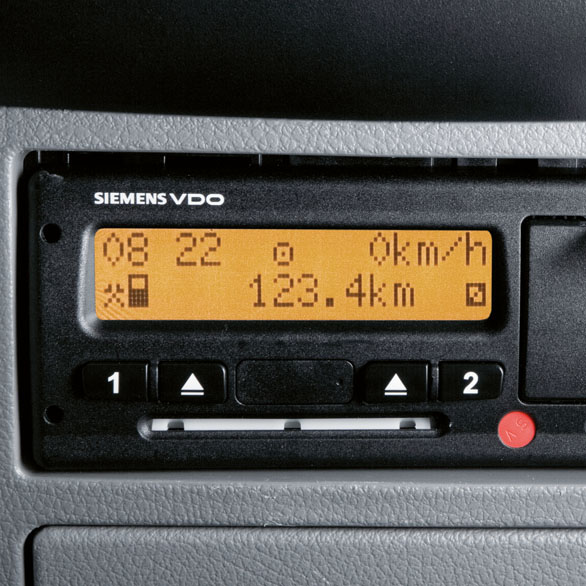 SIEMENS VDO
08 22 0km/h
123.4km
1 2